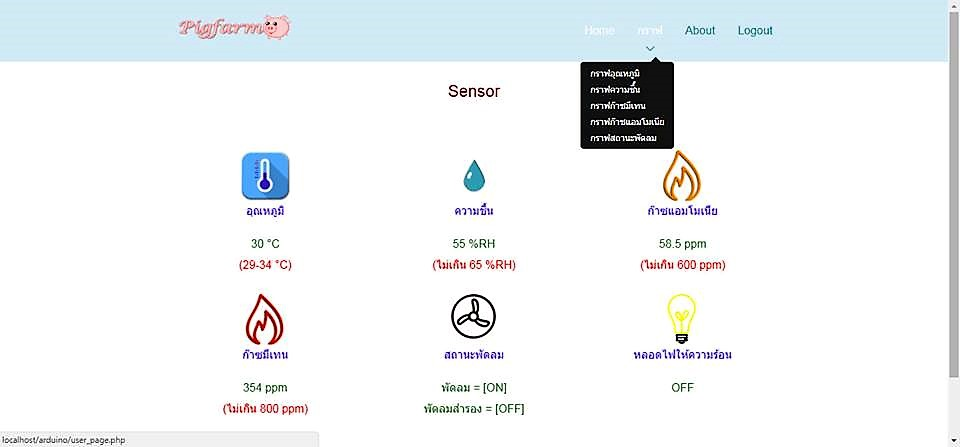 Pigfarm
Home กราฟ About Logout
กราฟอุณหภูมิ
กราฟความชื้น
กราฟก๊าซมีเทน
กราฟก๊าซแอมโมเนีย
กราฟสถานะพัดลม
Sensor
อุณหภูมิ
30 °C
(29-34 °C)
ความชื้น
55 %RH
(ไม่เกิน 65 %RH)
ก๊าซแอมโมเนีย
58.5 ppm
(ไม่เกิน 600 ppm)
ก๊าซมีเทน
354 ppm
(ไม่เกิน 800 ppm)
สถานะพัดลม
พัดลม = [ON]
พัดลมสำรอง = [OFF]
หลอดไฟให้ความร้อน
OFF
localhost/arduino/user_page.php